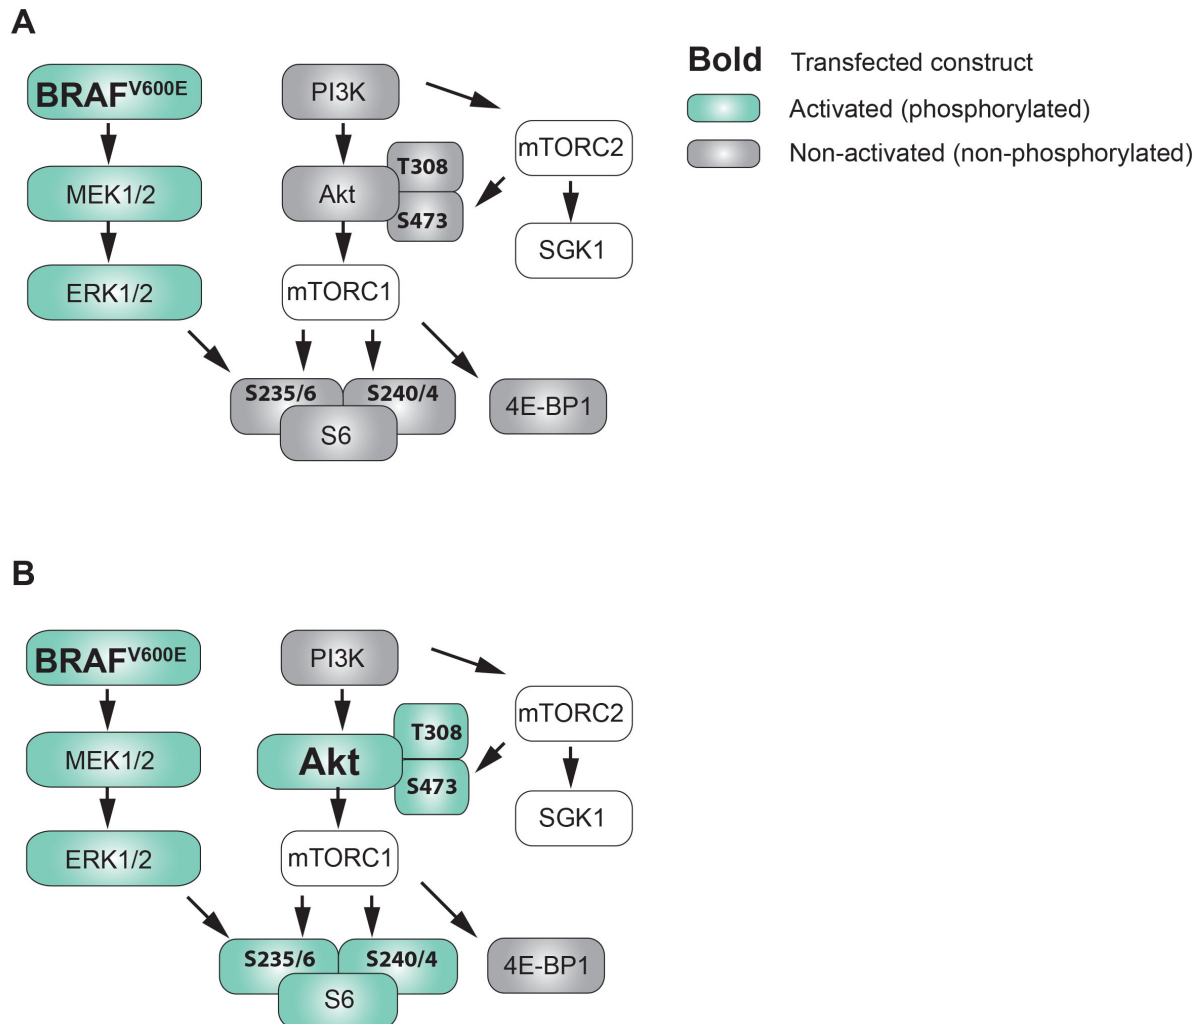 A
BRAFV600E
PI3K
Bold Transfected construct
Activated (phosphorylated)
Non-activated (non-phosphorylated)
mTORC2
T308
MEK1/2
Akt
S473
SGK1
ERK1/2
mTORC1
S235/6
S240/4
4E-BP1
S6
B
BRAFV600E
PI3K
mTORC2
T308
MEK1/2
Akt
S473
SGK1
ERK1/2
mTORC1
S235/6
S240/4
4E-BP1
S6